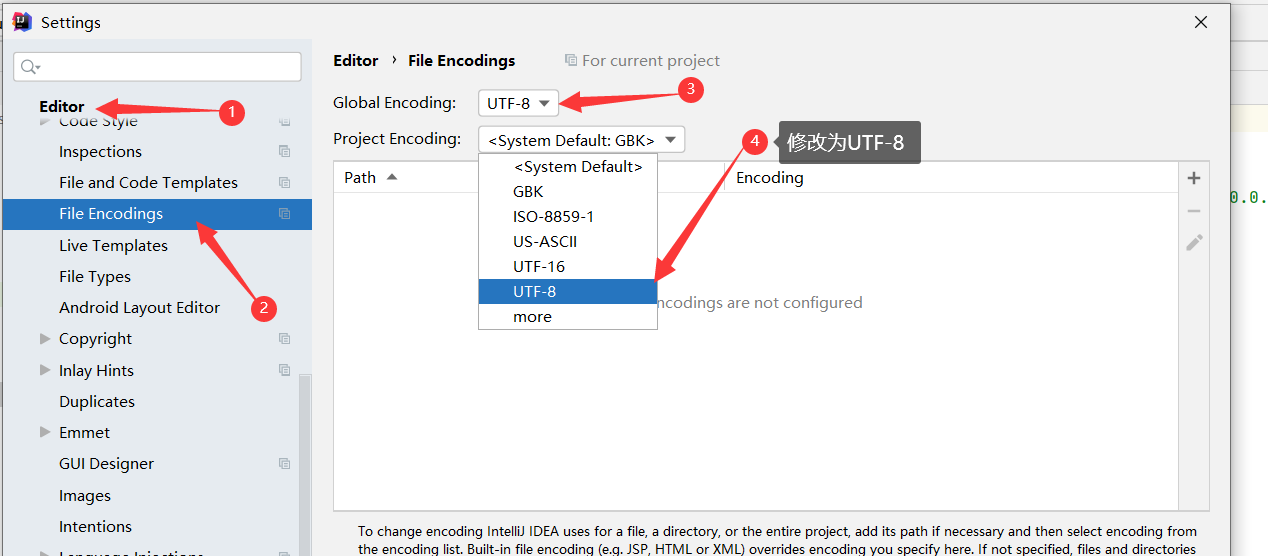 Settings
Editor › File Encodings
For current project
Editor
1
Code Style
Inspections
File and Code Templates
File Encodings
Live Templates
File Types
Android Layout Editor
2
Copyright
Inlay Hints
Duplicates
Emmet
GUI Designer
Images
Intentions
Language Injections
Global Encoding: UTF-8
3
Project Encoding: <System Default: GBK>
4 修改为UTF-8
Path Encoding
<System Default>
GBK
ISO-8859-1
US-ASCII
UTF-16
UTF-8
more
ncodings are not configured
0.0.
To change encoding IntelliJ IDEA uses for a file, a directory, or the entire project, add its path if necessary and then select encoding from
the encoding list. Built-in file encoding (e.g. JSP, HTML or XML) overrides encoding you specify here. If not specified, files and directories